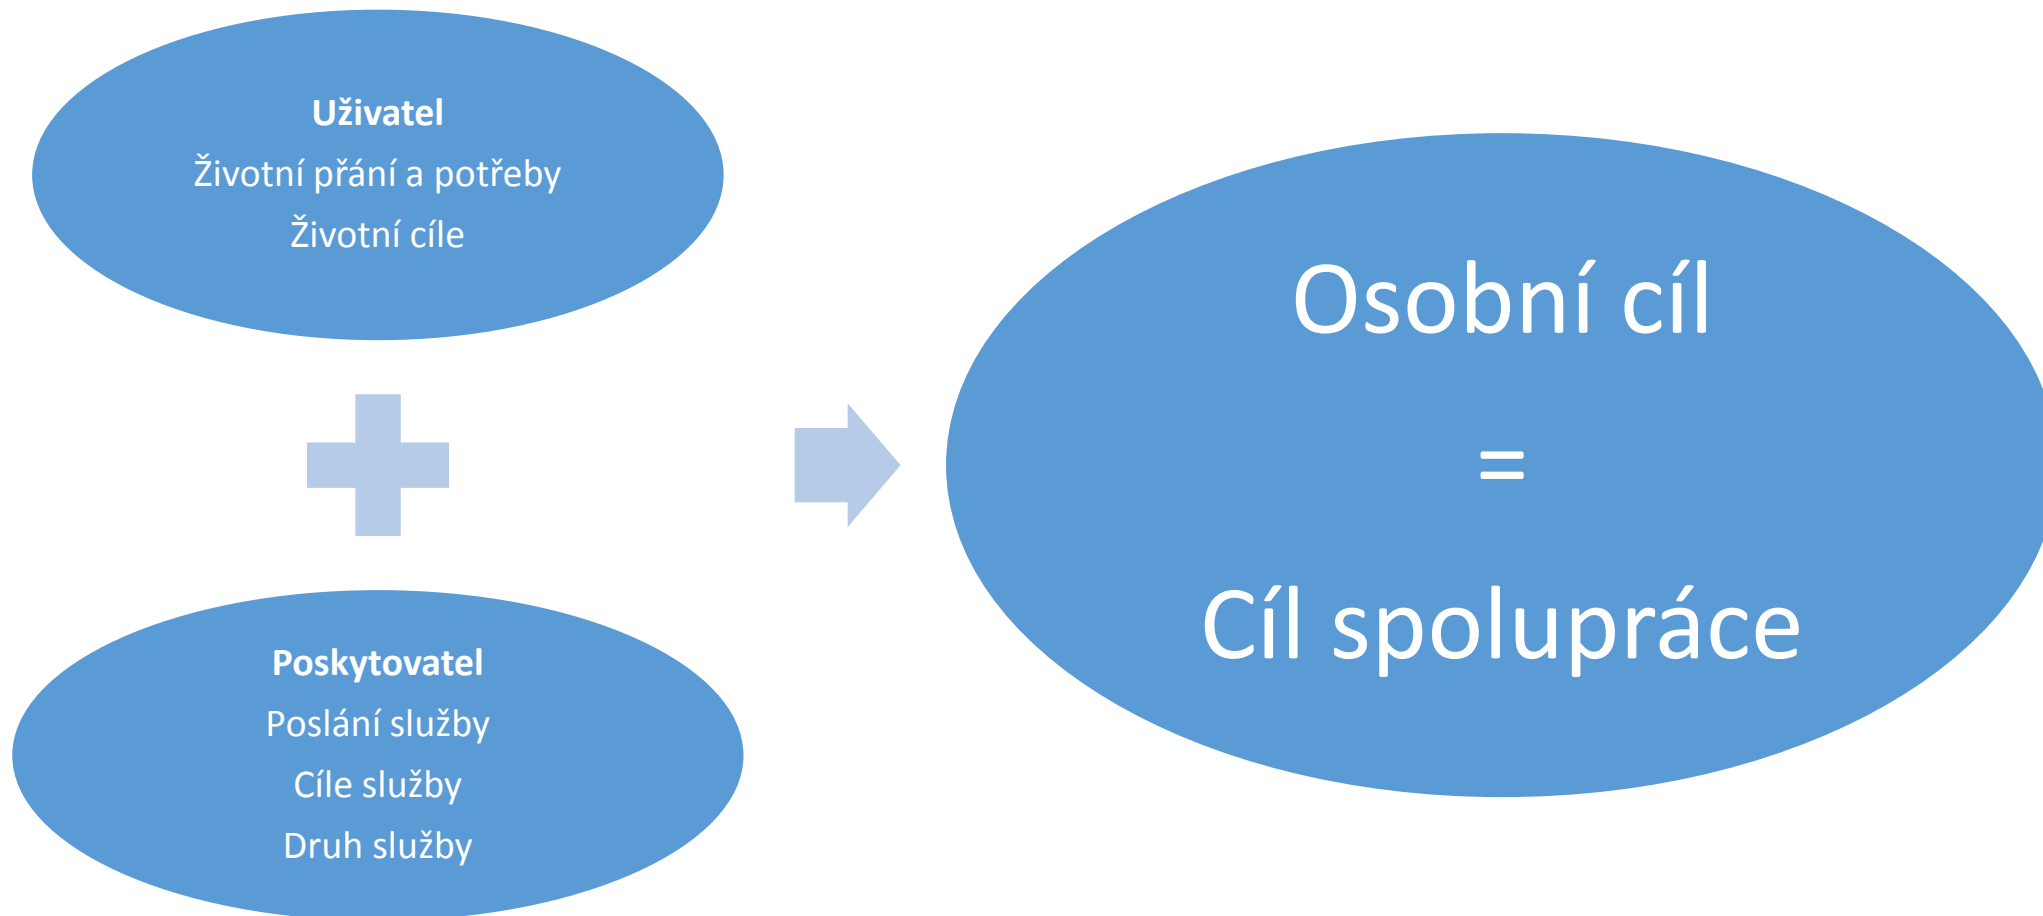 Uživatel
Životní přání a potřeby
Životní cíle
Poskytovatel
Poslání služby
Cíle služby
Druh služby
Osobní cíl
=
Cíl spolupráce